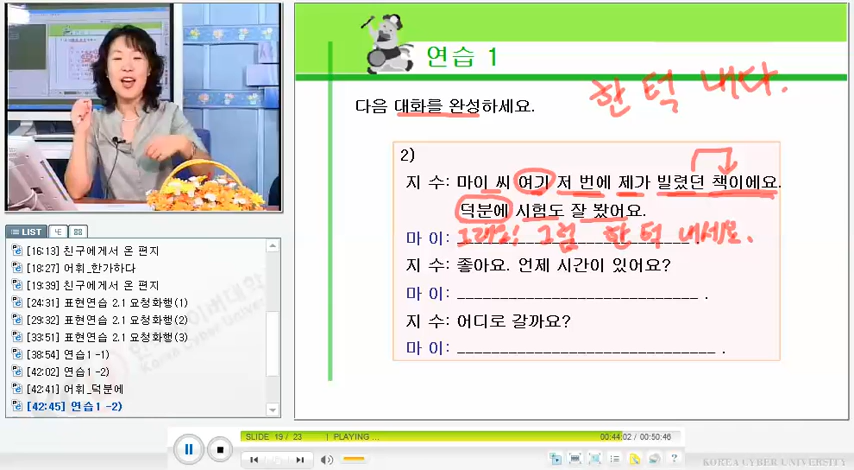 연습 1
한 턱 내다.
다음 대화를 완성하세요.
2)
지 수: 마이 씨 여기 저 번에 제가 빌렸던 책이에요.
덕분에 시험도 잘 봤어요.
마 이: 그래요! 그럼 한 턱 내세요.
지수: 좋아요. 언제 시간이 있어요?
마 이: ____________________________ .
지수: 어디로 갈까요?
마 이: ______________________________ .
LIST
[16:13] 친구에게서 온 편지
[18:27] 어휘_한가하다
[19:39] 친구에게서 온 편지
[24:31] 표현연습 2.1 요청화행(1)
[29:32] 표현연습 2.1 요청화행(2)
[33:51] 표현연습 2.1 요청화행(3)
[38:54] 연습1 -1)
[42:02] 연습1 -2)
[42:41] 어휘_덕분에
[42:45] 연습1 -2)
SLIDE 19 / 23 PLAYING ... 00:44:02 / 00:50:46
KOREA CYBER UNIVERSITY